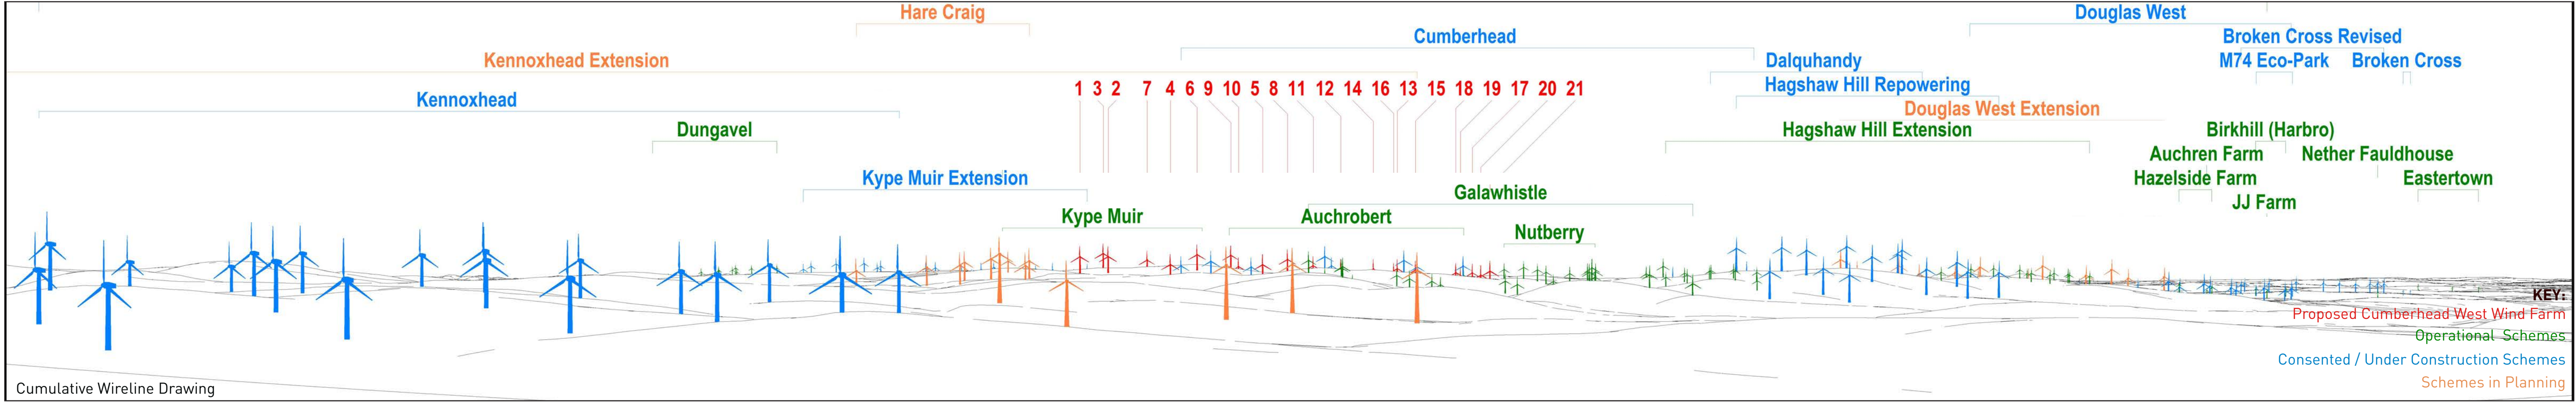 Hare Craig
Douglas West
Cumberhead
Broken Cross Revised
Kennoxhead Extension
Dalquhandy
M74 Eco-Park
Broken Cross
1 3 2 7 4 6 9 10 5 8 11 12 14 16 13 15 18 19 17 20 21
Hagshaw Hill Repowering
Kennoxhead
Douglas West Extension
Dungavel
Hagshaw Hill Extension
Birkhill (Harbro)
Auchren Farm
Nether Fauldhouse
Kype Muir Extension
Hazelside Farm
Eastertown
Galawhistle
JJ Farm
Kype Muir
Auchrobert
Nutberry
KEY:
Proposed Cumberhead West Wind Farm
Operational Schemes
Consented / Under Construction Schemes
Schemes in Planning
Cumulative Wireline Drawing